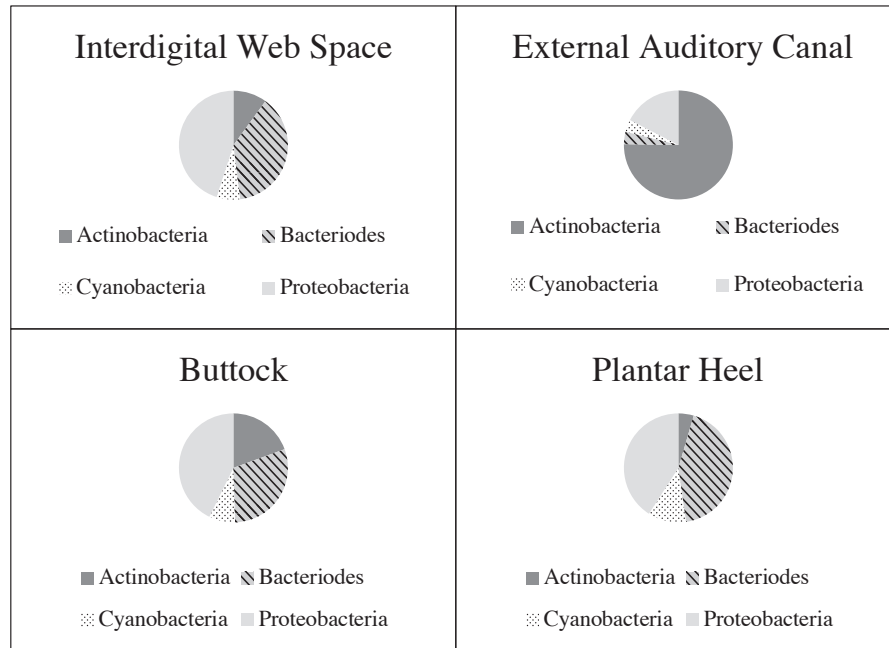 Interdigital Web Space
Actinobacteria Bacteriodes
Cyanobacteria Proteobacteria
External Auditory Canal
Actinobacteria Bacteriodes
Cyanobacteria Proteobacteria
Buttock
Actinobacteria Bacteriodes
Cyanobacteria Proteobacteria
Plantar Heel
Actinobacteria Bacteriodes
Cyanobacteria Proteobacteria